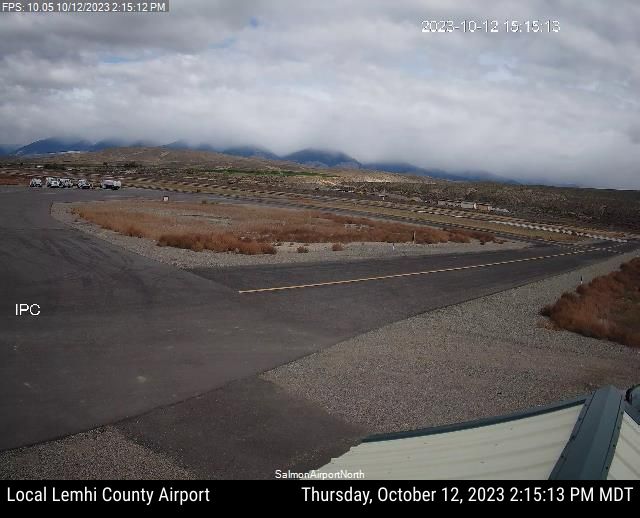 FPS: 10.05 10/12/2023 2:15:12 PM
2023-10-12 15:15:13
IPC
SalmonAirportNorth
Local Lemhi County Airport
Thursday, October 12, 2023 2:15:13 PM MDT